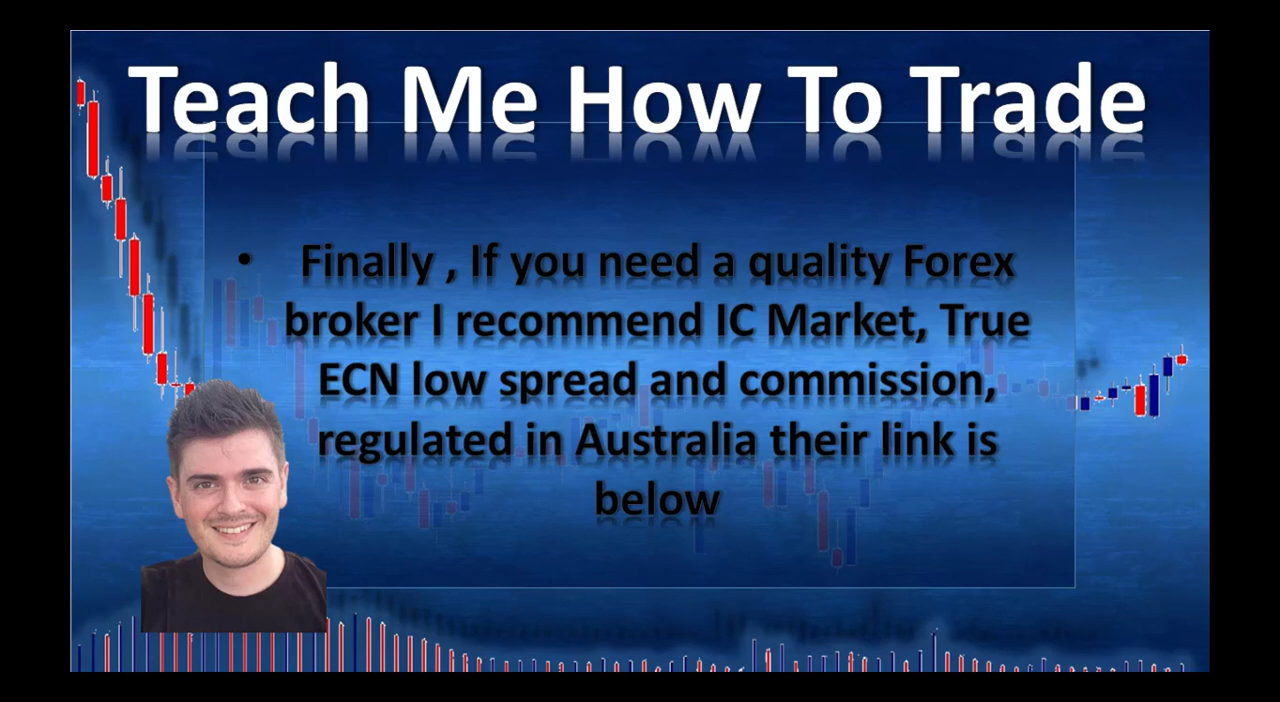 Teach Me How To Trade
• Finally , If you need a quality Forex
broker I recommend IC Market, True
ECN low spread and commission,
regulated in Australia their link is
below